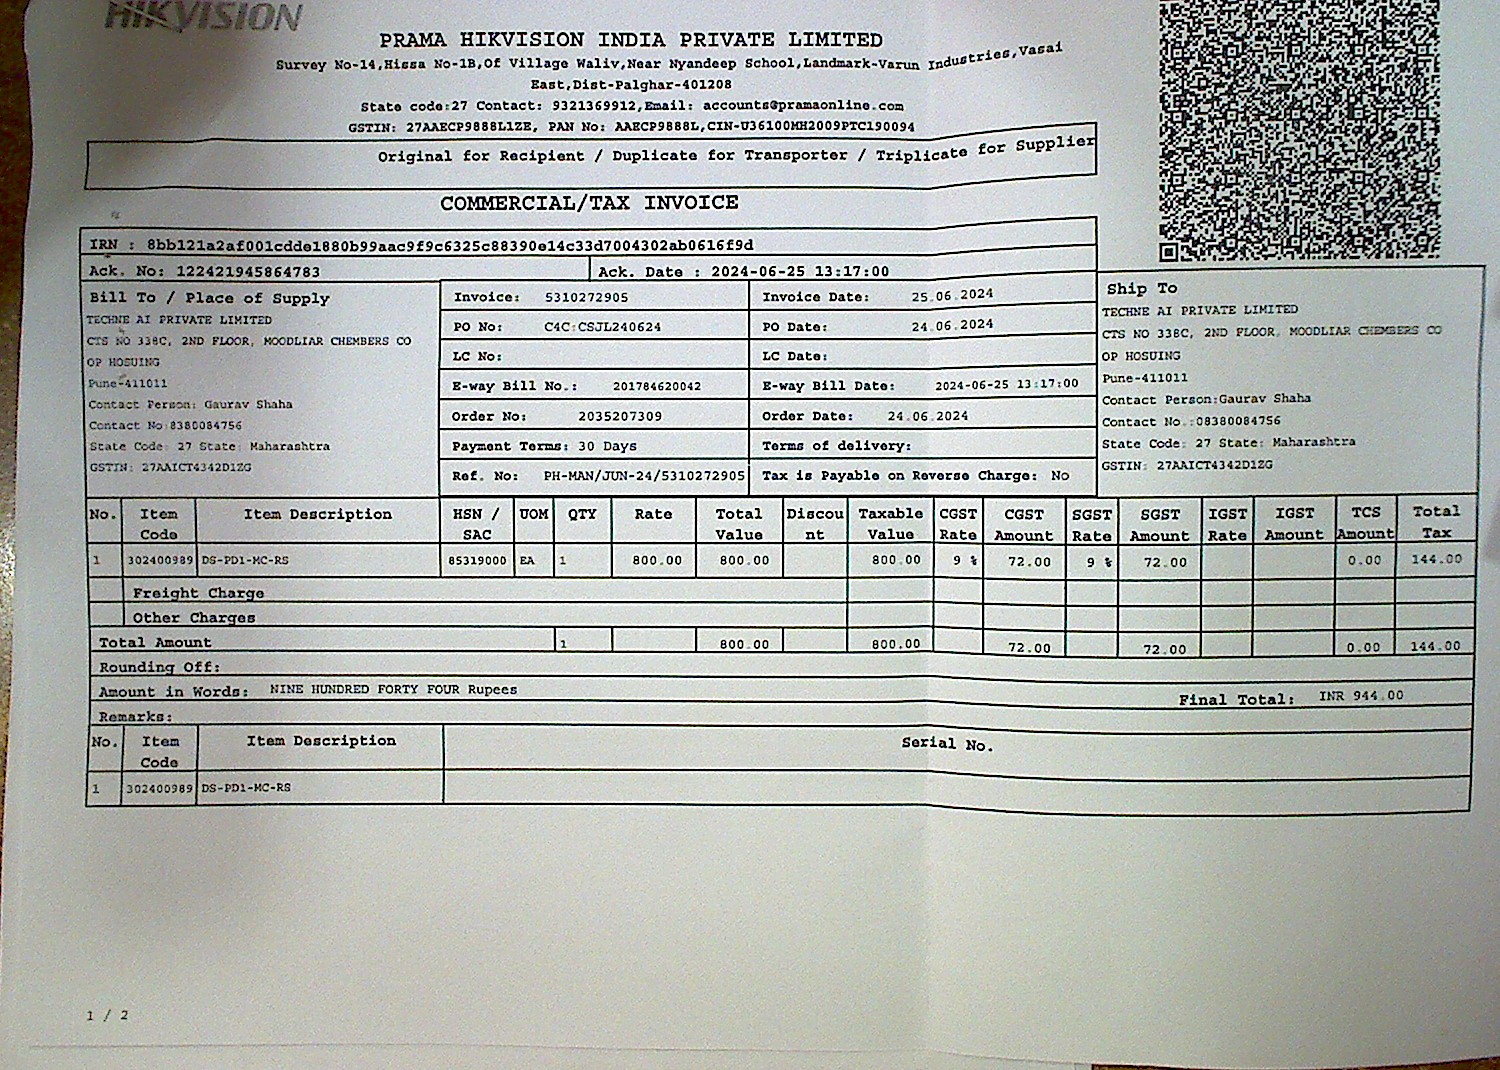 HIKVISION
PRAMA HIKVISION INDIA PRIVATE LIMITED
Survey No-14,Hissa No-1B,Of Village Waliv,Near Nyandeep School,Landmark-Varun Industries,Vasai
East,Dist-Palghar-401208
State code:27 Contact: 9321369912,Email: accounts@pramaonline.com
GSTIN: 27AAECP9888L1ZE, PAN No: AAECP9888L,CIN-U36100MH2009PTC190094
Original for Recipient / Duplicate for Transporter / Triplicate for Supplier
COMMERCIAL/TAX INVOICE
IRN : 8bb121a2af001cdde1880b99aac9f9c6325c88390e14c33d7004302ab0616f9d
Ack. No: 122421945864783 Ack. Date : 2024-06-25 13:17:00
Bill To / Place of Supply
TECHNE AI PRIVATE LIMITED
CTS NO 338C, 2ND FLOOR, MOODLIAR CHEMBERS CO
OP HOSUING
Pune-411011
Contact Person: Gaurav Shaha
Contact No:8380084756
State Code: 27 State: Maharashtra
GSTIN: 27AAICT4342D1ZG
Invoice: 5310272905 Invoice Date: 25.06.2024
PO No: C4C:CSJL240624 PO Date: 24.06.2024
LC No: LC Date:
E-way Bill No.: 201784620042 E-way Bill Date: 2024-06-25 13:17:00
Order No: 2035207309 Order Date: 24.06.2024
Payment Terms: 30 Days Terms of delivery:
Ref. No: PH-MAN/JUN-24/5310272905 Tax is Payable on Reverse Charge: No
Ship To
TECHNE AI PRIVATE LIMITED
CTS NO 338C, 2ND FLOOR, MOODLIAR CHEMBERS CO
OP HOSUING
Pune-411011
Contact Person:Gaurav Shaha
Contact No.:08380084756
State Code: 27 State: Maharashtra
GSTIN: 27AAICT4342D1ZG
No. Item Item Description HSN / UOM QTY Rate Total Discou Taxable CGST CGST SGST SGST IGST IGST TCS Total
Code SAC Value nt Value Rate Amount Rate Amount Rate Amount Amount Tax
1 302400989 DS-PD1-MC-RS 85319000 EA 1 800.00 800.00 800.00 9 % 72.00 9 % 72.00 0.00 144.00
Freight Charge
Other Charges
Total Amount 1 800.00 800.00 72.00 72.00 0.00 144.00
Rounding Off:
Amount in Words: NINE HUNDRED FORTY FOUR Rupees Final Total: INR 944.00
Remarks:
No. Item Item Description Serial No.
Code
1 302400989 DS-PD1-MC-RS
1 / 2